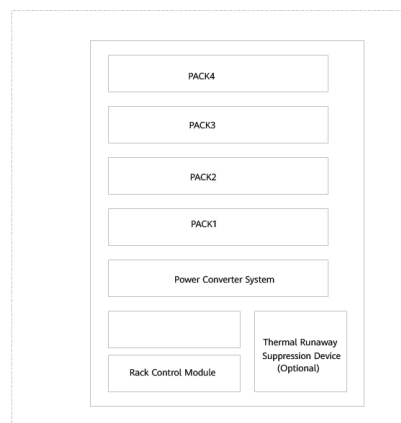 PACK4
PACK3
PACK2
PACK1
Power Converter System
Thermal Runaway
Suppression Device
(Optional)
Rack Control Module